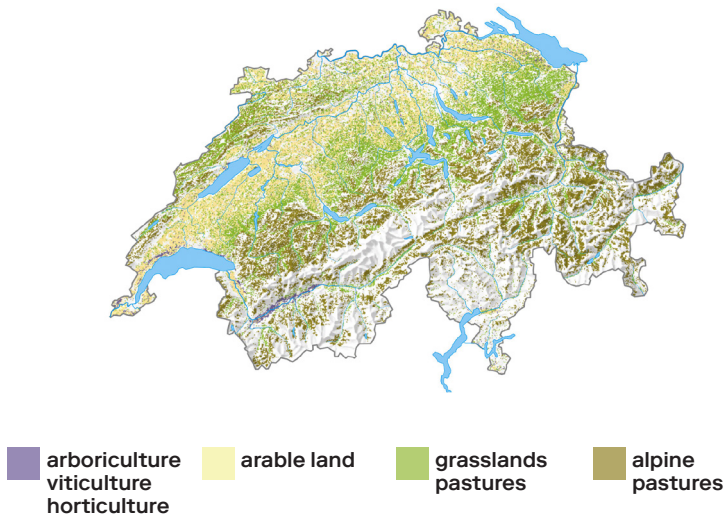 arboriculture
viticulture
horticulture
arable land
grasslands
pastures
alpine
pastures